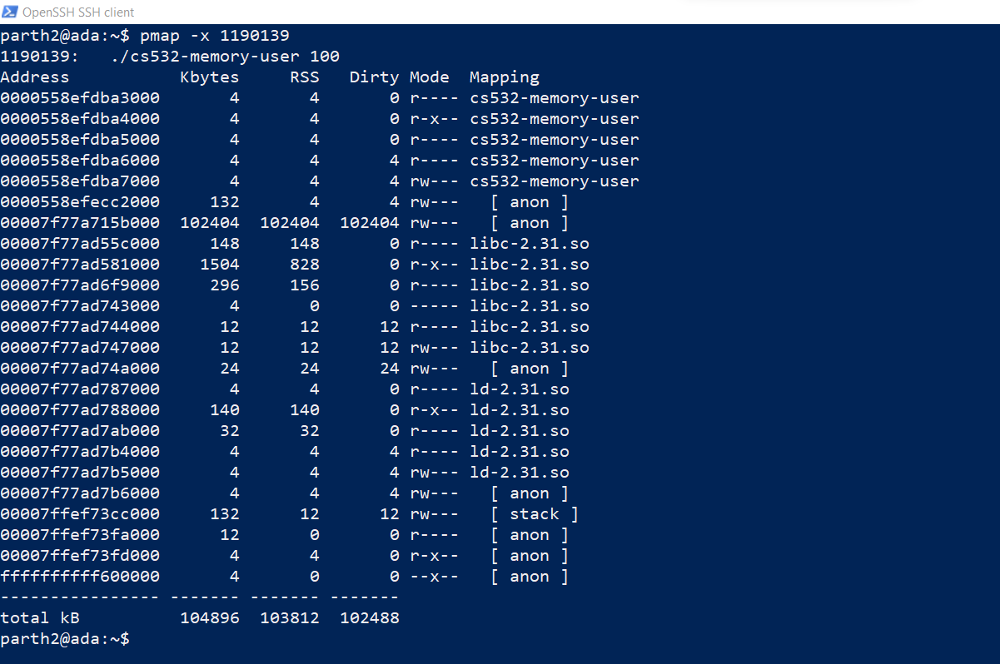 OpenSSH SSH client
parth2@ada:~$ pmap -x 1190139
1190139:   ./cs532-memory-user 100
Address           Kbytes     RSS   Dirty Mode  Mapping
0000558efdba3000       4       4       0 r---- cs532-memory-user
0000558efdba4000       4       4       0 r-x-- cs532-memory-user
0000558efdba5000       4       4       0 r---- cs532-memory-user
0000558efdba6000       4       4       4 r---- cs532-memory-user
0000558efdba7000       4       4       4 rw--- cs532-memory-user
0000558efecc2000     132       4       4 rw---   [ anon ]
00007f77a715b000  102404  102404  102404 rw---   [ anon ]
00007f77ad55c000     148     148       0 r---- libc-2.31.so
00007f77ad581000    1504     828       0 r-x-- libc-2.31.so
00007f77ad6f9000     296     156       0 r---- libc-2.31.so
00007f77ad743000       4       0       0 ----- libc-2.31.so
00007f77ad744000      12      12      12 r---- libc-2.31.so
00007f77ad747000      12      12      12 rw--- libc-2.31.so
00007f77ad74a000      24      24      24 rw---   [ anon ]
00007f77ad787000       4       4       0 r---- ld-2.31.so
00007f77ad788000     140     140       0 r-x-- ld-2.31.so
00007f77ad7ab000      32      32       0 r---- ld-2.31.so
00007f77ad7b4000       4       4       4 r---- ld-2.31.so
00007f77ad7b5000       4       4       4 rw--- ld-2.31.so
00007f77ad7b6000       4       4       4 rw---   [ anon ]
00007ffef73cc000     132      12      12 rw---   [ stack ]
00007ffef73fa000      12       0       0 r----   [ anon ]
00007ffef73fd000       4       4       0 r-x--   [ anon ]
ffffffffff600000       4       0       0 --x--   [ anon ]
---------------- ------- ------- -------
total kB          104896  103812  102488
parth2@ada:~$